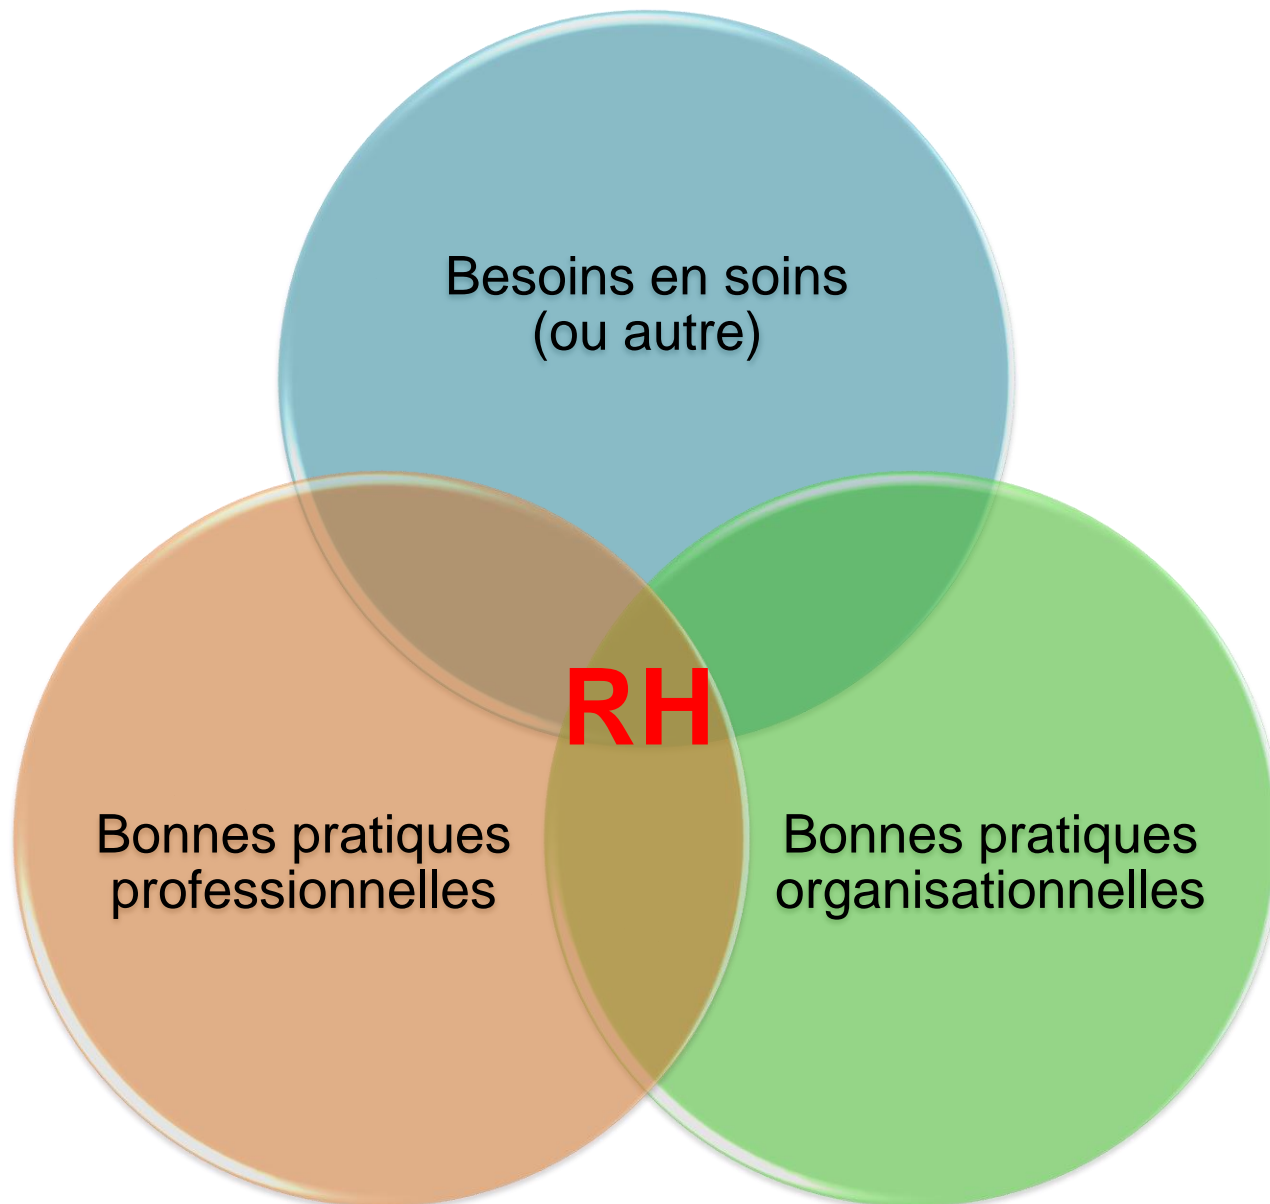 Besoins en soins
(ou autre)
RH
Bonnes pratiques
professionnelles
Bonnes pratiques
organisationnelles